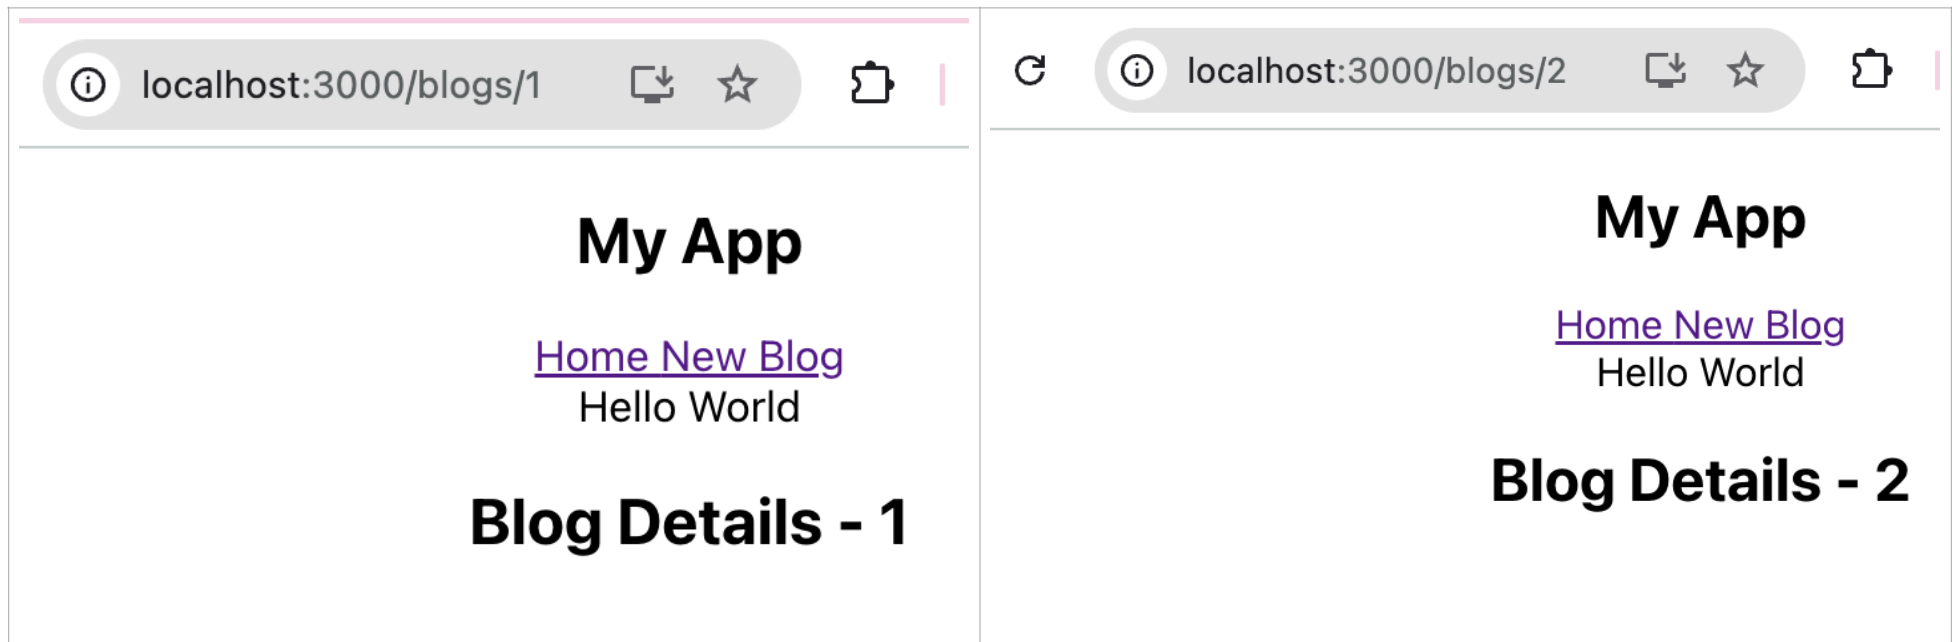 localhost:3000/blogs/1
My App
Home New Blog
Hello World
Blog Details - 1
localhost:3000/blogs/2
My App
Home New Blog
Hello World
Blog Details - 2